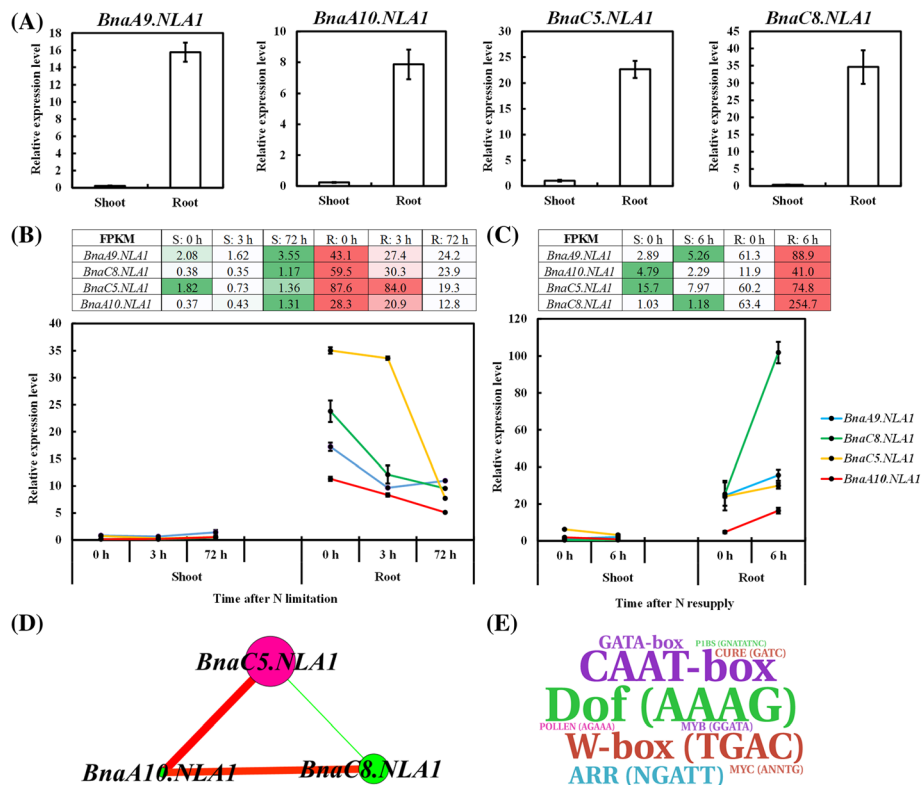 (A)
BnaA9.NLA1
BnaA10.NLA1
BnaC5.NLA1
BnaC8.NLA1
Relative expression level
18
16
14
12
10
8
6
4
2
0
Shoot Root
Relative expression level
10
8
6
4
2
0
Shoot Root
Relative expression level
30
25
20
15
10
5
0
Shoot Root
Relative expression level
45
40
35
30
25
20
15
10
5
0
Shoot Root
(B)
FPKM S: 0 h S: 3 h S: 72 h R: 0 h R: 3 h R: 72 h
BnaA9.NLA1 2.08 1.62 3.55 43.1 27.4 24.2
BnaC8.NLA1 0.38 0.35 1.17 59.5 30.3 23.9
BnaC5.NLA1 1.82 0.73 1.36 87.6 84.0 19.3
BnaA10.NLA1 0.37 0.43 1.31 28.3 20.9 12.8
Relative expression level
40
35
30
25
20
15
10
5
0
0 h 3 h 72 h 0 h 3 h 72 h
Shoot Root
Time after N limitation
(C)
FPKM S: 0 h S: 6 h R: 0 h R: 6 h
BnaA9.NLA1 2.89 5.26 61.3 88.9
BnaA10.NLA1 4.79 2.29 11.9 41.0
BnaC5.NLA1 15.7 7.97 60.2 74.8
BnaC8.NLA1 1.03 1.18 63.4 254.7
Relative expression level
120
100
80
60
40
20
0
0 h 6 h 0 h 6 h
Shoot Root
Time after N resupply
BnaA9.NLA1
BnaC8.NLA1
BnaC5.NLA1
BnaA10.NLA1
(D)
BnaC5.NLA1
BnaA10.NLA1
BnaC8.NLA1
(E)
GATA-box
P1BS (GNATATNC)
CURE (GATC)
CAAT-box
Dof (AAAG)
POLLEN (AGAAA)
MYB (GGATA)
W-box (TGAC)
ARR (NGATT)
MYC (ANNTG)